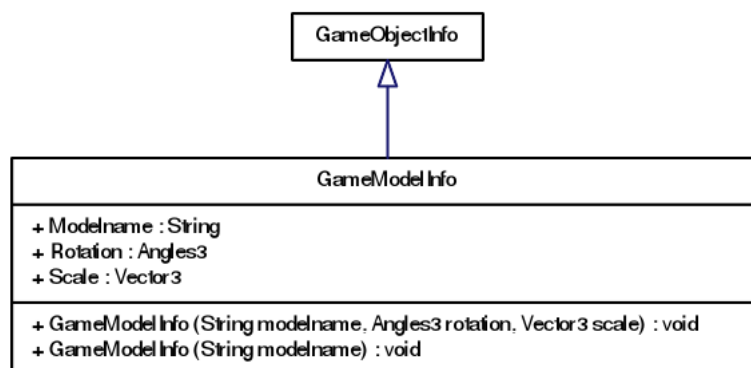 GameObjectInfo
GameModelInfo
+ Modelname : String
+ Rotation : Angles3
+ Scale : Vector3
+ GameModelInfo (String modelname, Angles3 rotation, Vector3 scale) : void
+ GameModelInfo (String modelname) : void